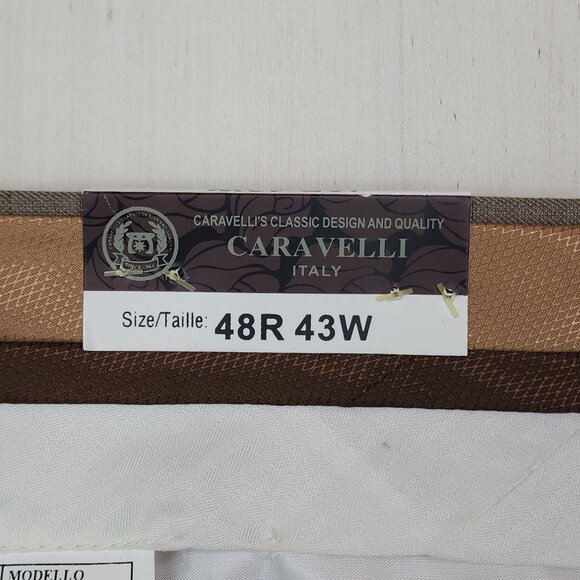 CARAVELLI'S CLASSIC DESIGN AND QUALITY
CARAVELLI
ITALY
Size/Taille: 48R 43W
MODELLO